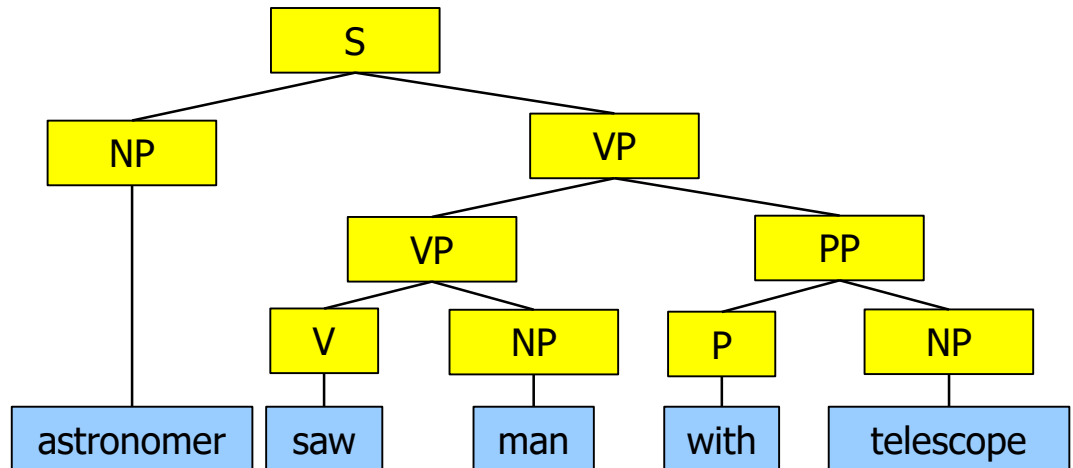 S
NP
VP
VP
PP
V
NP
P
NP
astronomer
saw
man
with
telescope